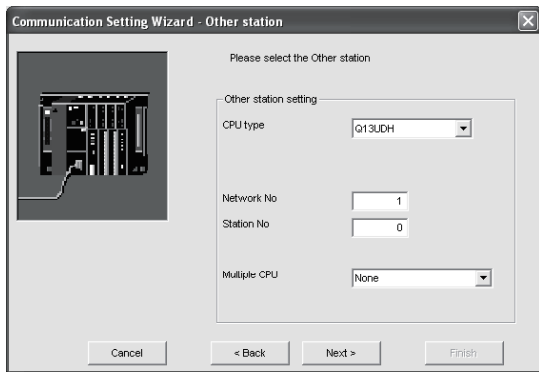 Communication Setting Wizard - Other station
Please select the Other station
Other station setting
CPU type
Q13UDH
Network No
1
Station No
0
Multiple CPU
None
Cancel
< Back
Next >
Finish